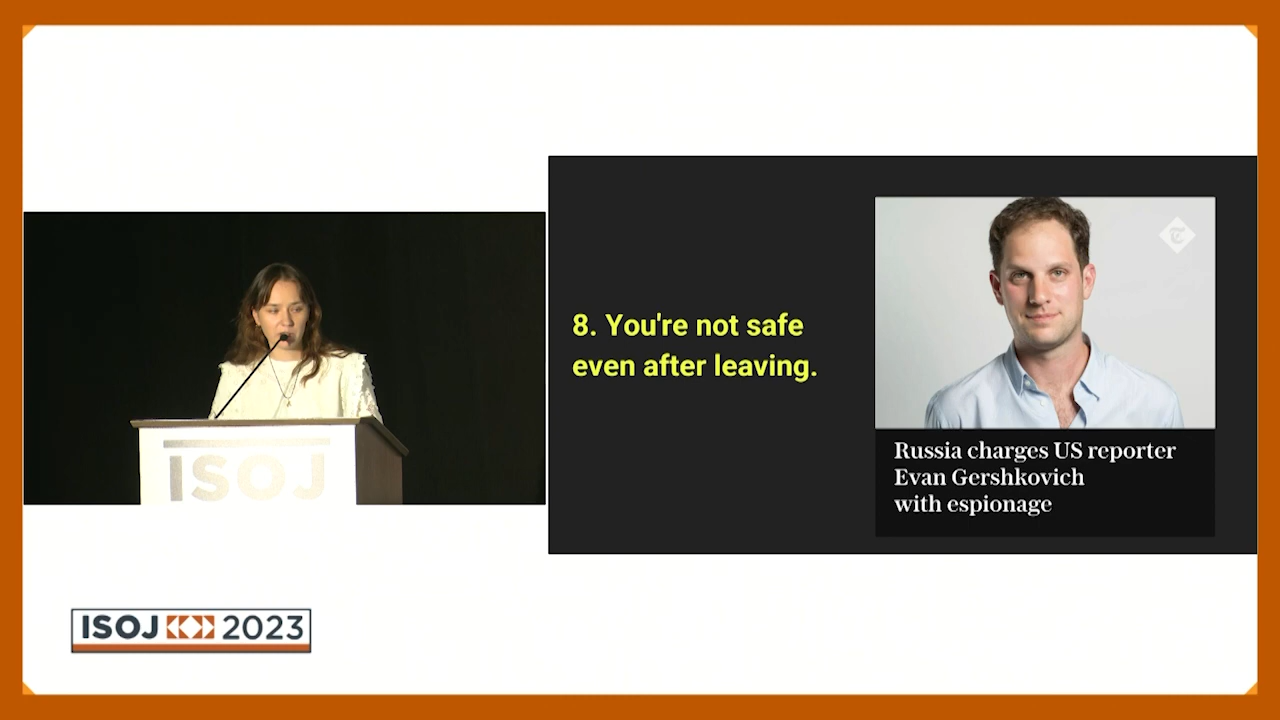 8. You're not safe
even after leaving.
Russia charges US reporter
Evan Gershkovich
with espionage
ISOJ
ISOJ 2023